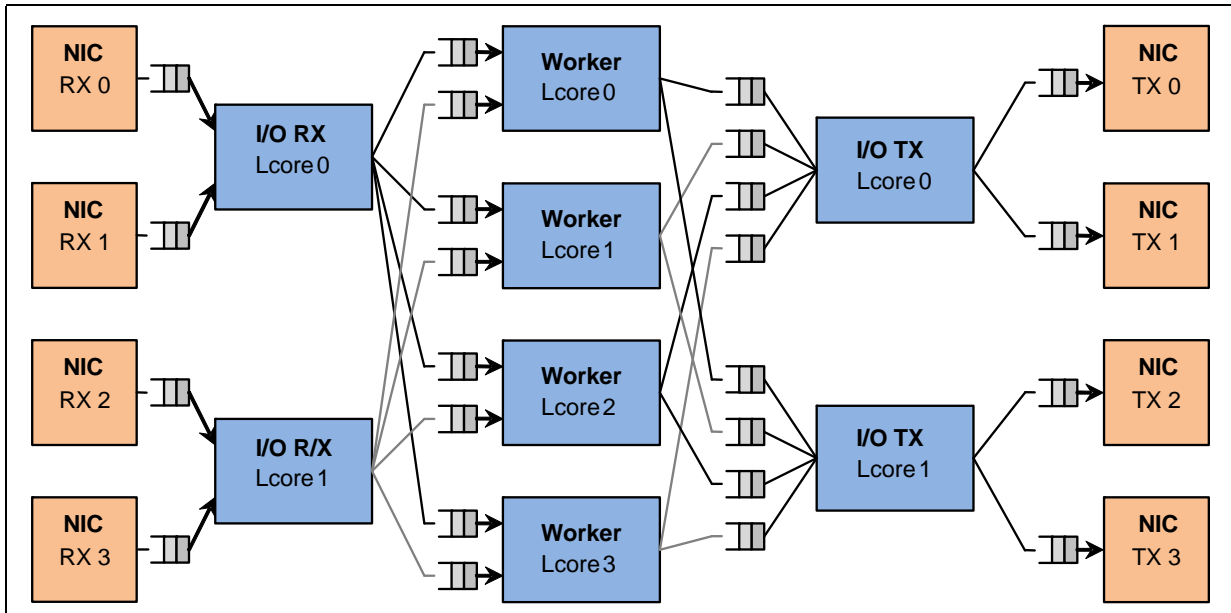 NIC
RX 0
NIC
RX 1
NIC
RX 2
NIC
RX 3
I/O RX
Lcore 0
I/O R/X
Lcore 1
Worker
Lcore 0
Worker
Lcore 1
Worker
Lcore 2
Worker
Lcore 3
I/O TX
Lcore 0
I/O TX
Lcore 1
NIC
TX 0
NIC
TX 1
NIC
TX 2
NIC
TX 3